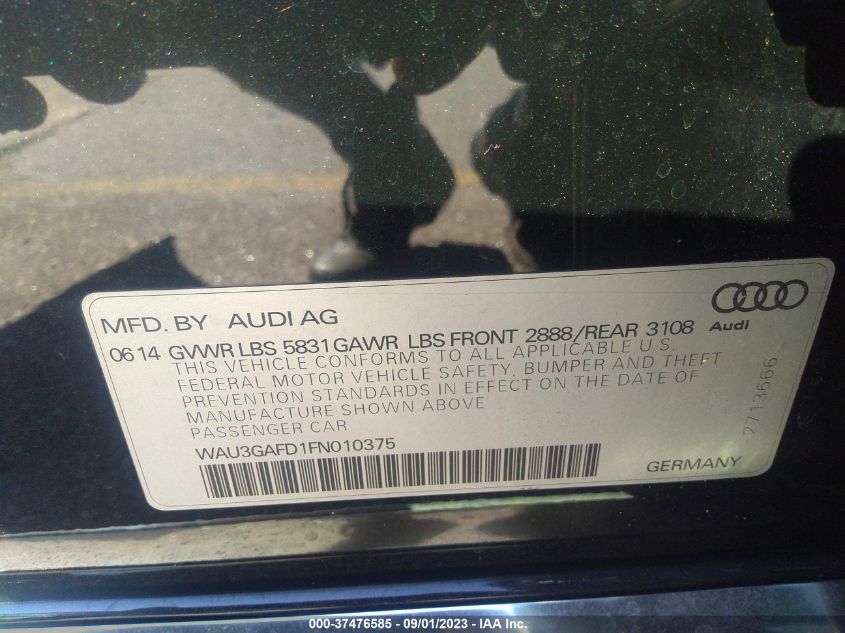 MFD. BY AUDI AG
0614 GVWR LBS 5831 GAWR LBS FRONT 2888/REAR 3108
Audi
THIS VEHICLE CONFORMS TO ALL APPLICABLE U.S.
FEDERAL MOTOR VEHICLE SAFETY, BUMPER AND THEFT
PREVENTION STANDARDS IN EFFECT ON THE DATE OF
MANUFACTURE SHOWN ABOVE
PASSENGER CAR
2713666
WAU3GAFD1FN010375
GERMANY
000-37476585 - 09/01/2023 - IAA Inc.